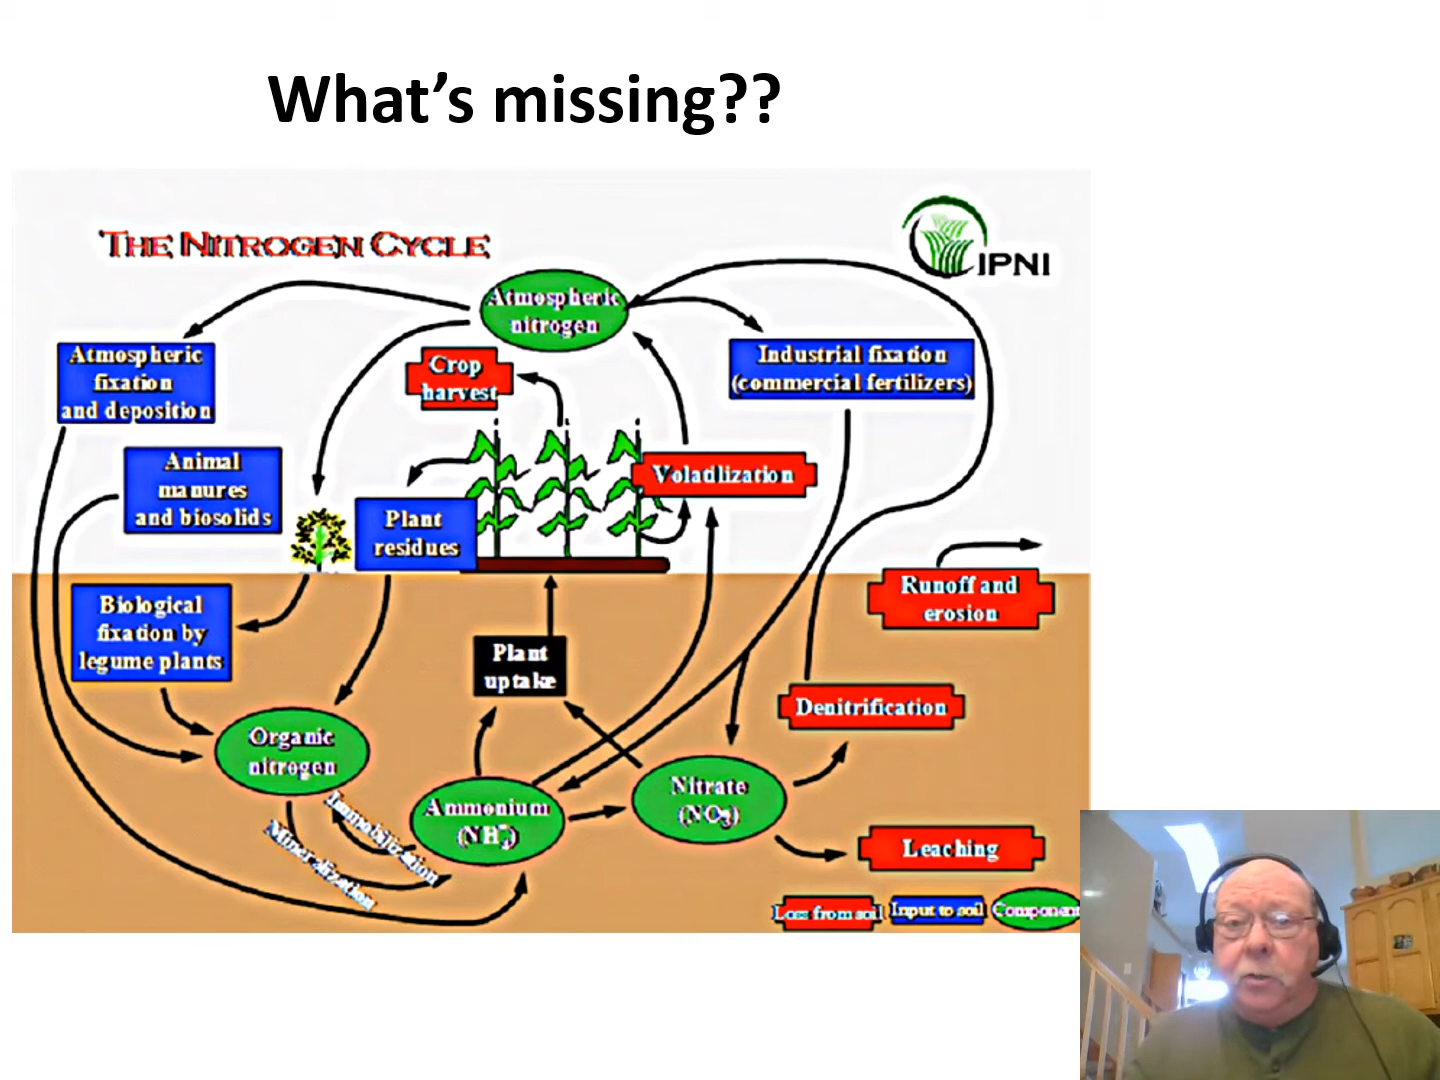 What's missing??
THE NITROGEN CYCLE
IPNI
Atmospheric
nitrogen
Atmospheric
fixation
and deposition
Crop
harvest
Industrial fixation
(commercial fertilizers)
Animal
manures
and biosolids
Volatilization
Plant
residues
Biological
fixation by
legume plants
Runoff and
erosion
Plant
uptake
Denitrification
Organic
nitrogen
Immobilization
Mineralization
Ammonium
(NH₄⁺)
Nitrate
(NO₃⁻)
Leaching
Loss from soil
Input to soil
Component